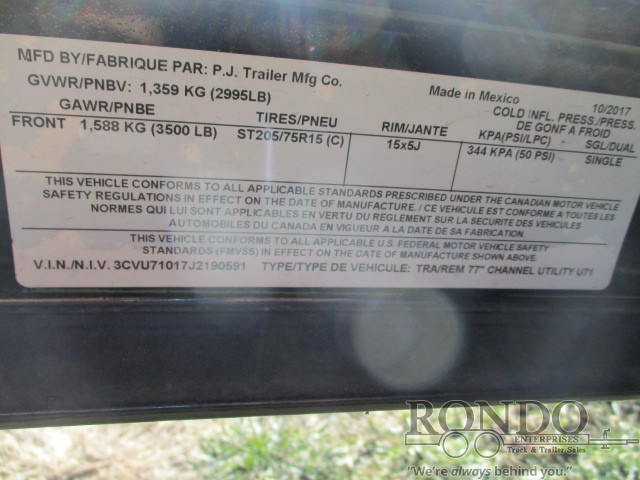 MFD BY/FABRIQUE PAR: P.J. Trailer Mfg Co.
GVWR/PNBV: 1,359 KG (2995LB)
Made in Mexico
10/2017
GAWR/PNBE
TIRES/PNEU
RIM/JANTE
COLD INFL. PRESS./PRESS.
DE GONF A FROID
KPA(PSI/LPC) - SGL/DUAL
FRONT 1,588 KG (3500 LB) ST205/75R15 (C) 15x5J 344 KPA (50 PSI) - SINGLE
THIS VEHICLE CONFORMS TO ALL APPLICABLE STANDARDS PRESCRIBED UNDER THE CANADIAN MOTOR VEHICLE
SAFETY REGULATIONS IN EFFECT ON THE DATE OF MANUFACTURE. / CE VEHICULE EST CONFORME A TOUTES
NORMES QUI LUI SONT APPLICABLES EN VERTU DU REGLEMENT SUR LA SECURITE DES VEHICULES
AUTOMOBILES DU CANADA EN VIGUEUR A LA DATE DE SA FABRICATION.
THIS VEHICLE CONFORMS TO ALL APPLICABLE U.S. FEDERAL MOTOR VEHICLE SAFETY
STANDARDS (FMVSS) IN EFFECT ON THE DATE OF MANUFACTURE SHOWN ABOVE.
V.I.N./N.I.V. 3CVU71017J2190591 TYPE/TYPE DE VEHICULE: TRA/REM 77" CHANNEL UTILITY U71
RONDO
ENTERPRISES
Truck & Trailer Sales
"We're always behind you."